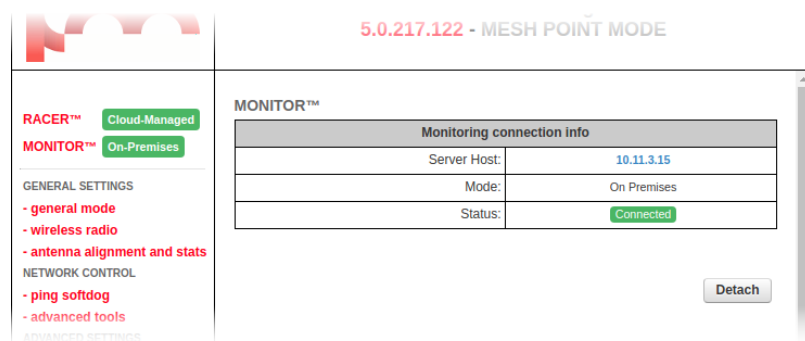 5.0.217.122 - MESH POINT MODE
RACER™ Cloud-Managed
MONITOR™ On-Premises
GENERAL SETTINGS
- general mode
- wireless radio
- antenna alignment and stats
NETWORK CONTROL
- ping softdog
- advanced tools
ADVANCED SETTINGS
MONITOR™
Monitoring connection info
Server Host: 10.11.3.15
Mode: On Premises
Status: Connected
Detach